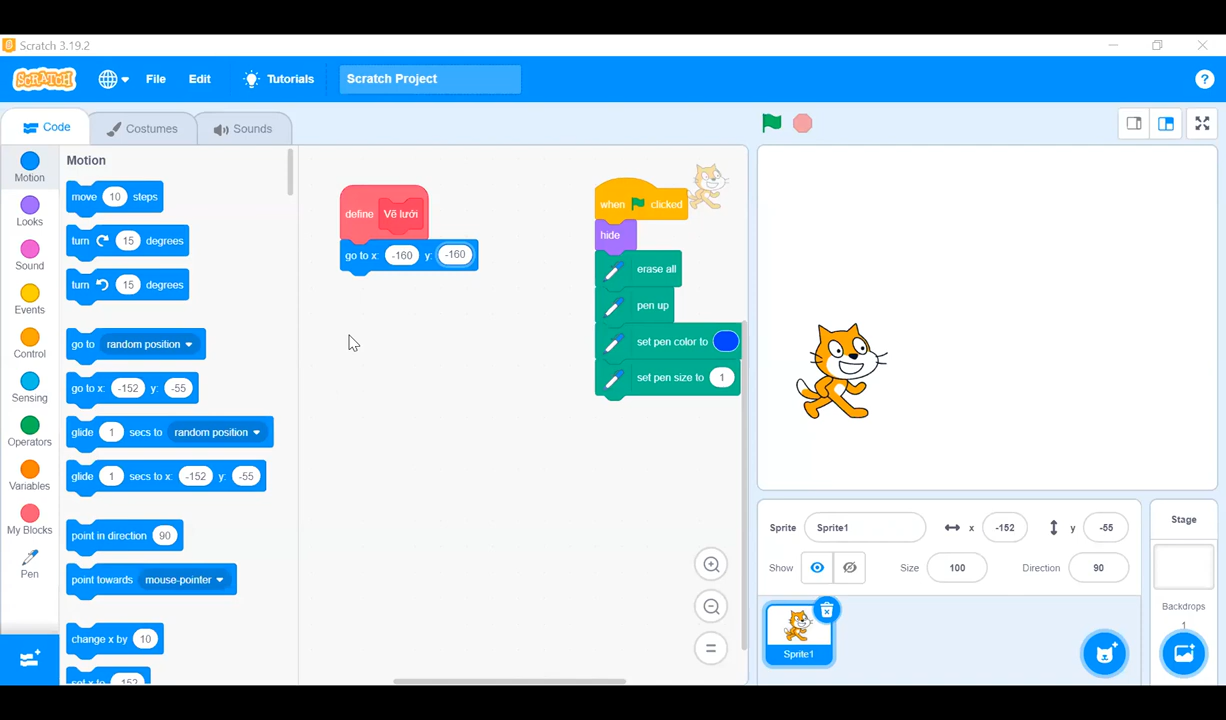 Scratch 3.19.2
SCRATCH File Edit Tutorials Scratch Project ?
Code Costumes Sounds
Motion
Looks
Sound
Events
Control
Sensing
Operators
Variables
My Blocks
Pen
Motion
move 10 steps
turn 15 degrees
turn 15 degrees
go to random position
go to x: -152 y: -55
glide 1 secs to random position
glide 1 secs to x: -152 y: -55
point in direction 90
point towards mouse-pointer
change x by 10
set x to -152
define Vẽ lưới
go to x: -160 y: -160
when clicked
hide
erase all
pen up
set pen color to
set pen size to 1
Sprite Sprite1 x -152 y -55
Show Size 100 Direction 90
Sprite1
Stage
Backdrops
1